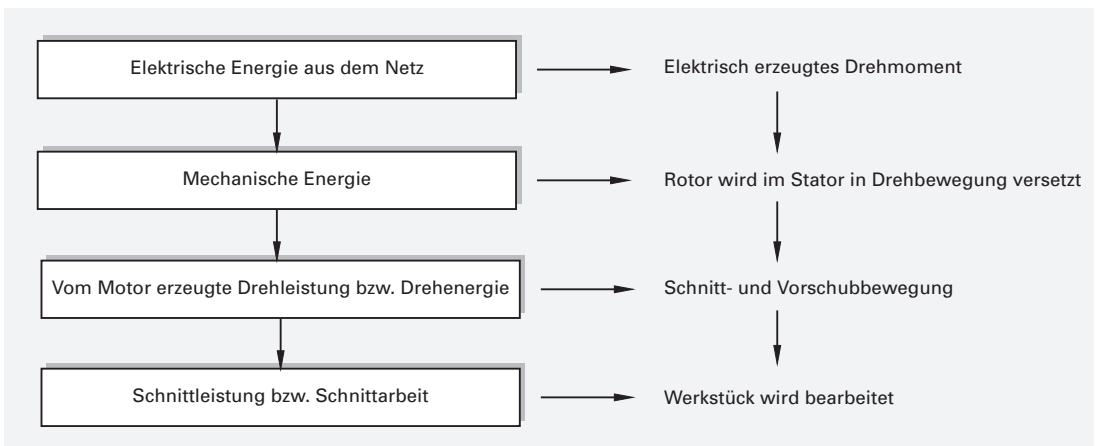 Elektrische Energie aus dem Netz
Elektrisch erzeugtes Drehmoment
Mechanische Energie
Rotor wird im Stator in Drehbewegung versetzt
Vom Motor erzeugte Drehleistung bzw. Drehenergie
Schnitt- und Vorschubbewegung
Schnittleistung bzw. Schnittarbeit
Werkstück wird bearbeitet